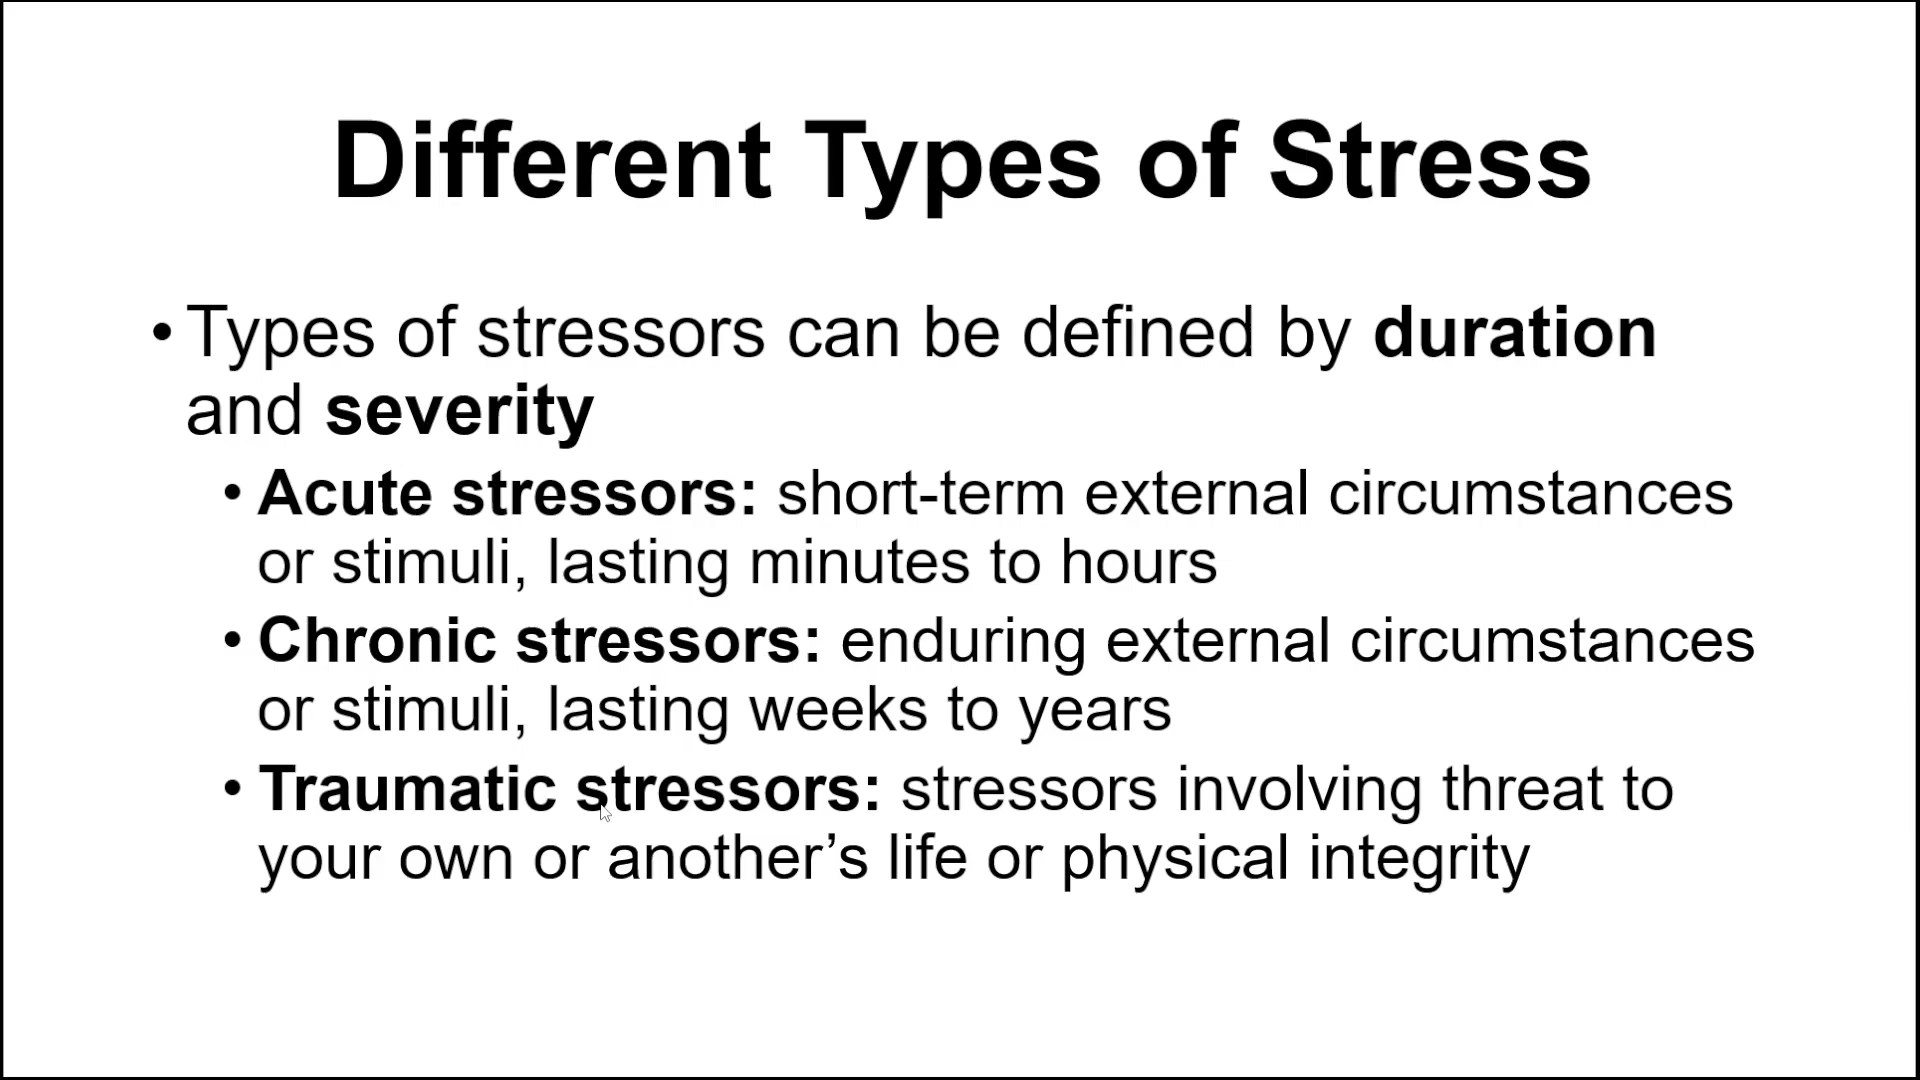 Different Types of Stress
• Types of stressors can be defined by duration
and severity
• Acute stressors: short-term external circumstances
or stimuli, lasting minutes to hours
• Chronic stressors: enduring external circumstances
or stimuli, lasting weeks to years
• Traumatic stressors: stressors involving threat to
your own or another’s life or physical integrity